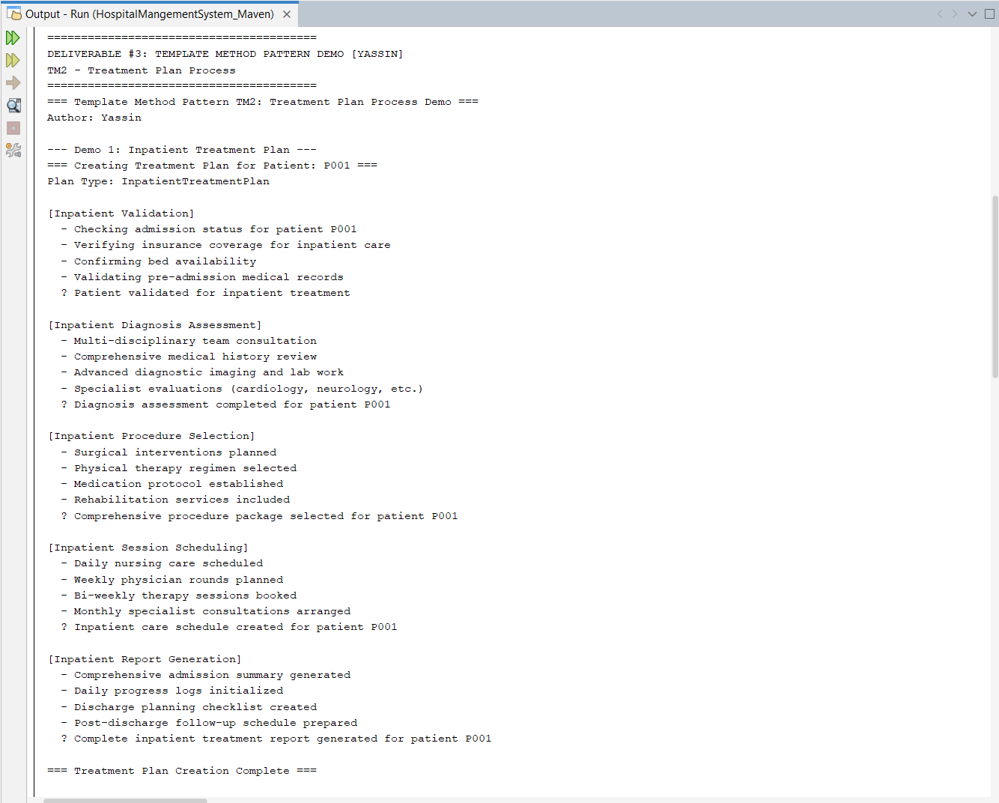 Output - Run (HospitalMangementSystem_Maven)
========================================
DELIVERABLE #3: TEMPLATE METHOD PATTERN DEMO [YASSIN]
TM2 - Treatment Plan Process
========================================
=== Template Method Pattern TM2: Treatment Plan Process Demo ===
Author: Yassin
--- Demo 1: Inpatient Treatment Plan ---
=== Creating Treatment Plan for Patient: P001 ===
Plan Type: InpatientTreatmentPlan
[Inpatient Validation]
- Checking admission status for patient P001
- Verifying insurance coverage for inpatient care
- Confirming bed availability
- Validating pre-admission medical records
? Patient validated for inpatient treatment
[Inpatient Diagnosis Assessment]
- Multi-disciplinary team consultation
- Comprehensive medical history review
- Advanced diagnostic imaging and lab work
- Specialist evaluations (cardiology, neurology, etc.)
? Diagnosis assessment completed for patient P001
[Inpatient Procedure Selection]
- Surgical interventions planned
- Physical therapy regimen selected
- Medication protocol established
- Rehabilitation services included
? Comprehensive procedure package selected for patient P001
[Inpatient Session Scheduling]
- Daily nursing care scheduled
- Weekly physician rounds planned
- Bi-weekly therapy sessions booked
- Monthly specialist consultations arranged
? Inpatient care schedule created for patient P001
[Inpatient Report Generation]
- Comprehensive admission summary generated
- Daily progress logs initialized
- Discharge planning checklist created
- Post-discharge follow-up schedule prepared
? Complete inpatient treatment report generated for patient P001
=== Treatment Plan Creation Complete ===